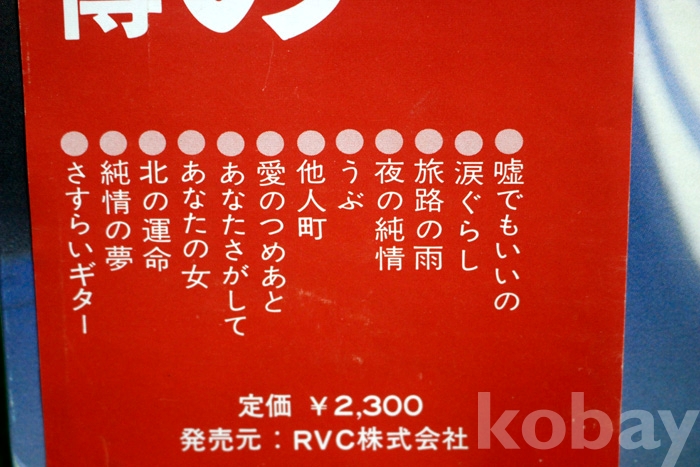 得の
嘘でもいいの
涙ぐらし
旅路の雨
夜の純情
うぶ
他人町
愛のつめあと
あなたさがして
あなたの女
北の運命
純情の夢
さすらいギター
定価 ¥2,300
発売元：RVC株式会社
kobay